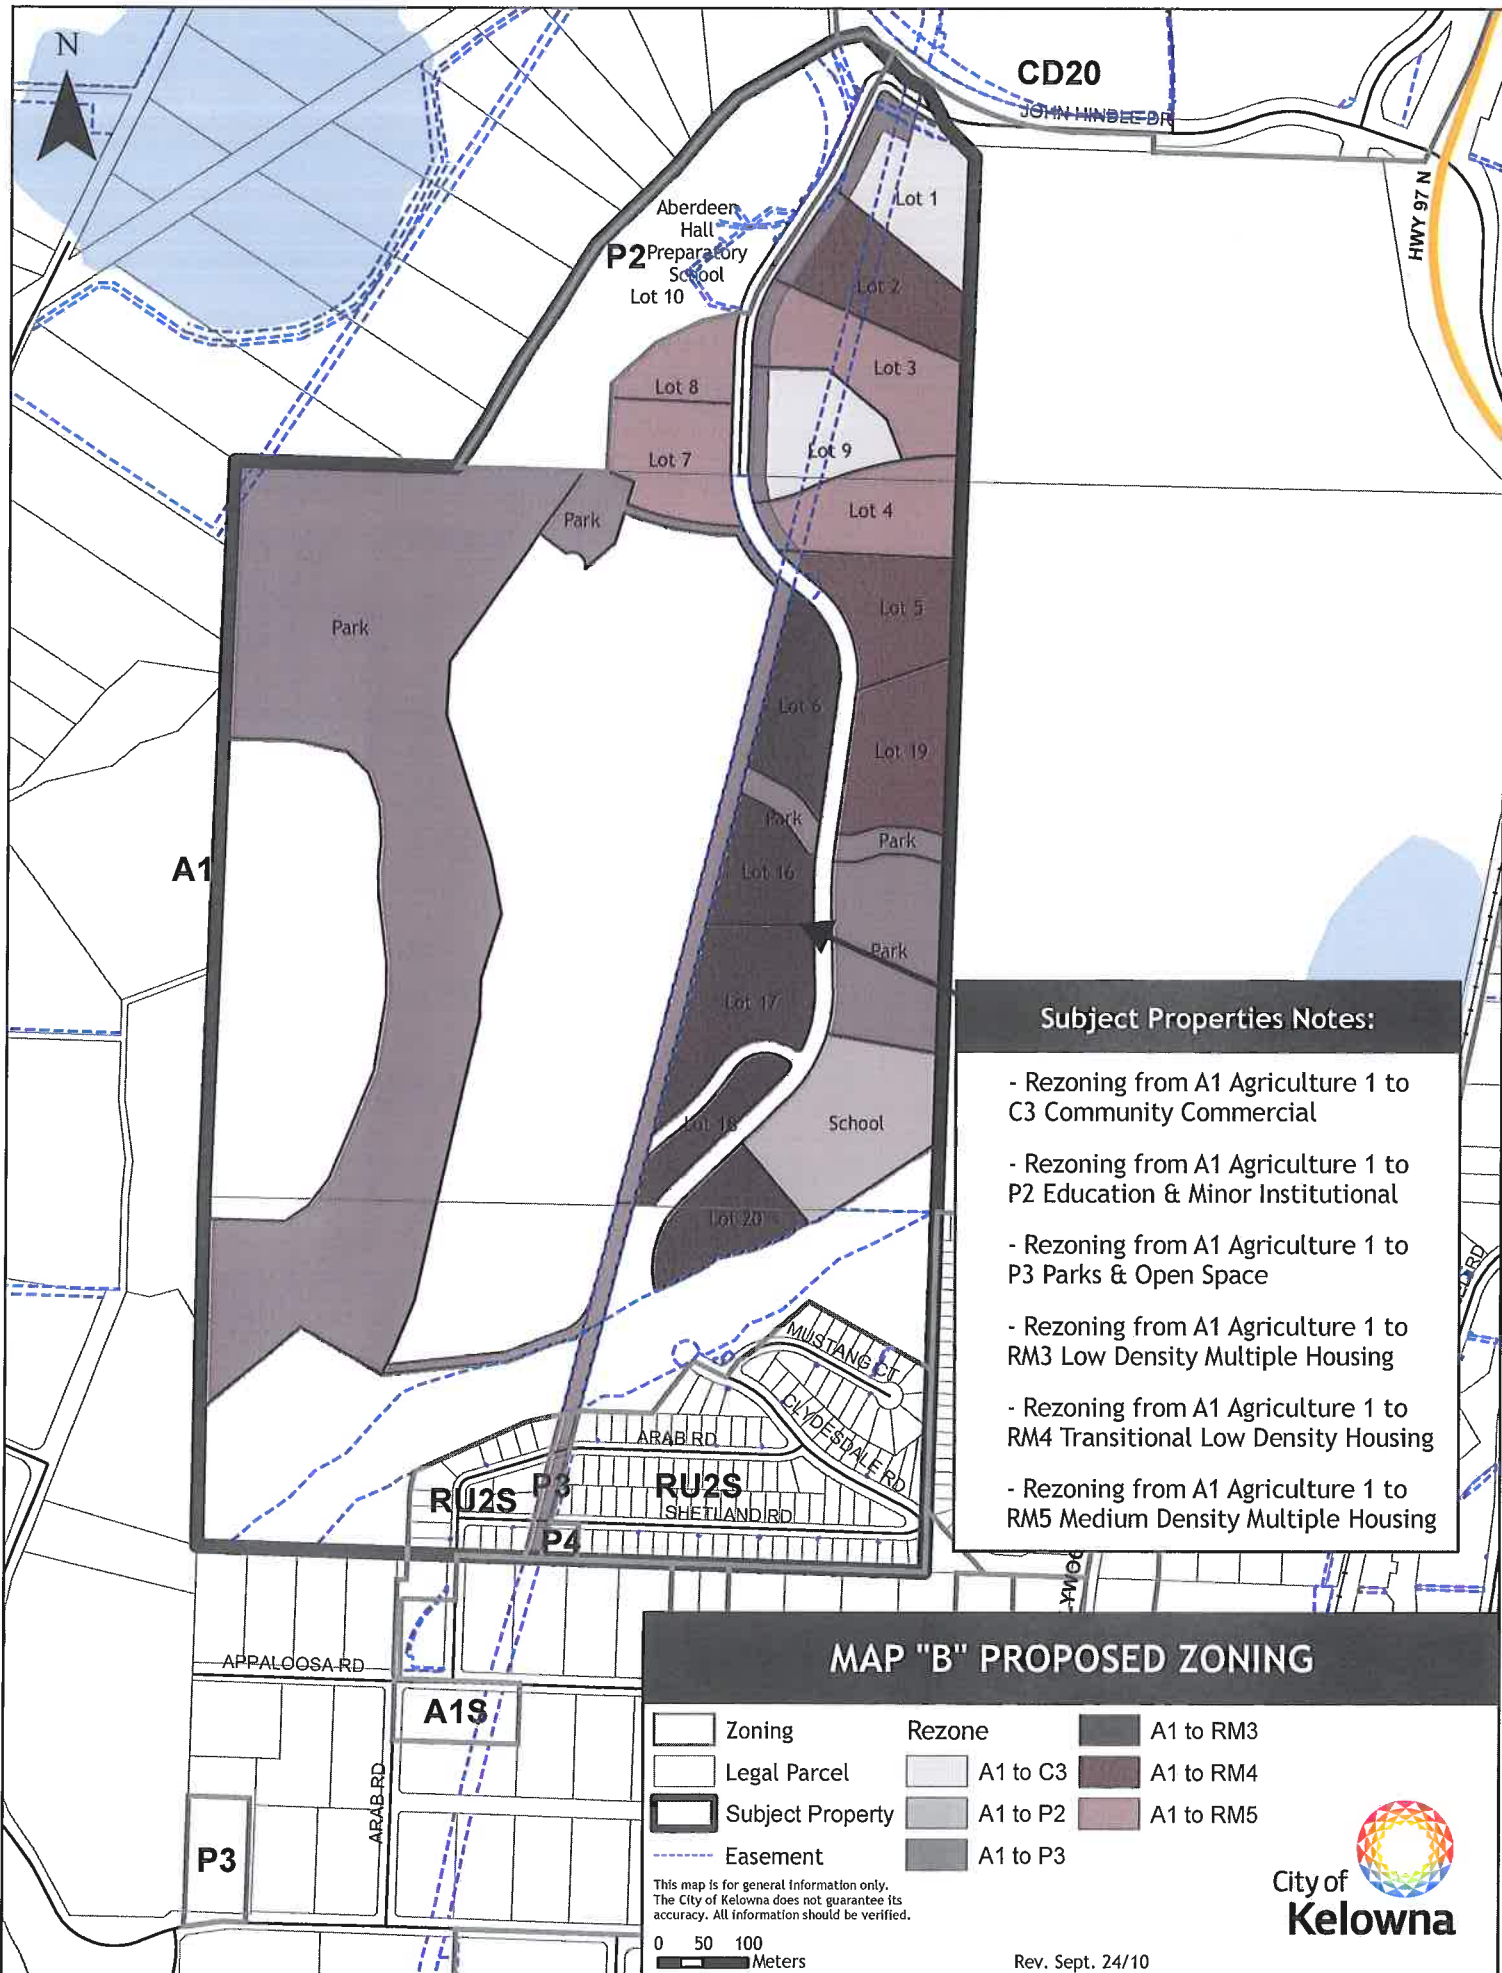 N
CD20
JOHN HINDLE DR
HWY 97 N
Lot 1
Aberdeen
Hall
P2 Preparatory
School
Lot 10
Lot 2
Lot 3
Lot 8
Lot 9
Lot 7
Lot 4
Park
Park
Lot 5
Lot 6
Lot 19
Park
Park
A1
Lot 16
Park
Lot 17
Subject Properties Notes:
- Rezoning from A1 Agriculture 1 to
C3 Community Commercial
- Rezoning from A1 Agriculture 1 to
P2 Education & Minor Institutional
- Rezoning from A1 Agriculture 1 to
P3 Parks & Open Space
- Rezoning from A1 Agriculture 1 to
RM3 Low Density Multiple Housing
- Rezoning from A1 Agriculture 1 to
RM4 Transitional Low Density Housing
- Rezoning from A1 Agriculture 1 to
RM5 Medium Density Multiple Housing
Lot 18
School
Lot 20
MUSTANG CT
CLYDESDALE RD
ARAB RD
RU2S
P3
RU2S
SHETLAND RD
P4
APPALOOSA RD
A1S
ARAB RD
P3
MAP "B" PROPOSED ZONING
Zoning
Legal Parcel
Subject Property
Easement
Rezone
A1 to C3
A1 to P2
A1 to P3
A1 to RM3
A1 to RM4
A1 to RM5
This map is for general information only.
The City of Kelowna does not guarantee its
accuracy. All information should be verified.
0 50 100
Meters
Rev. Sept. 24/10
City of
Kelowna